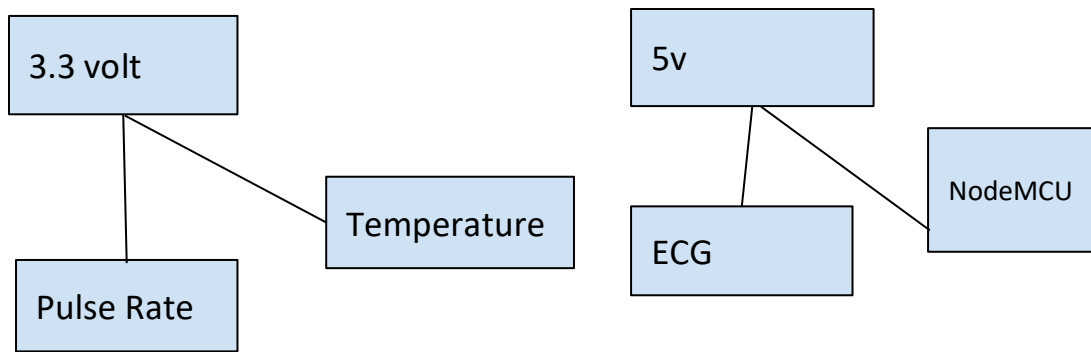 3.3 volt
5v
NodeMCU
Temperature
ECG
Pulse Rate